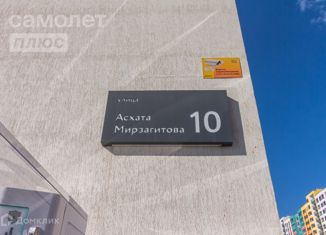 самолет
плюс
улица
Асхата
Мирзагитова
10
Домклик